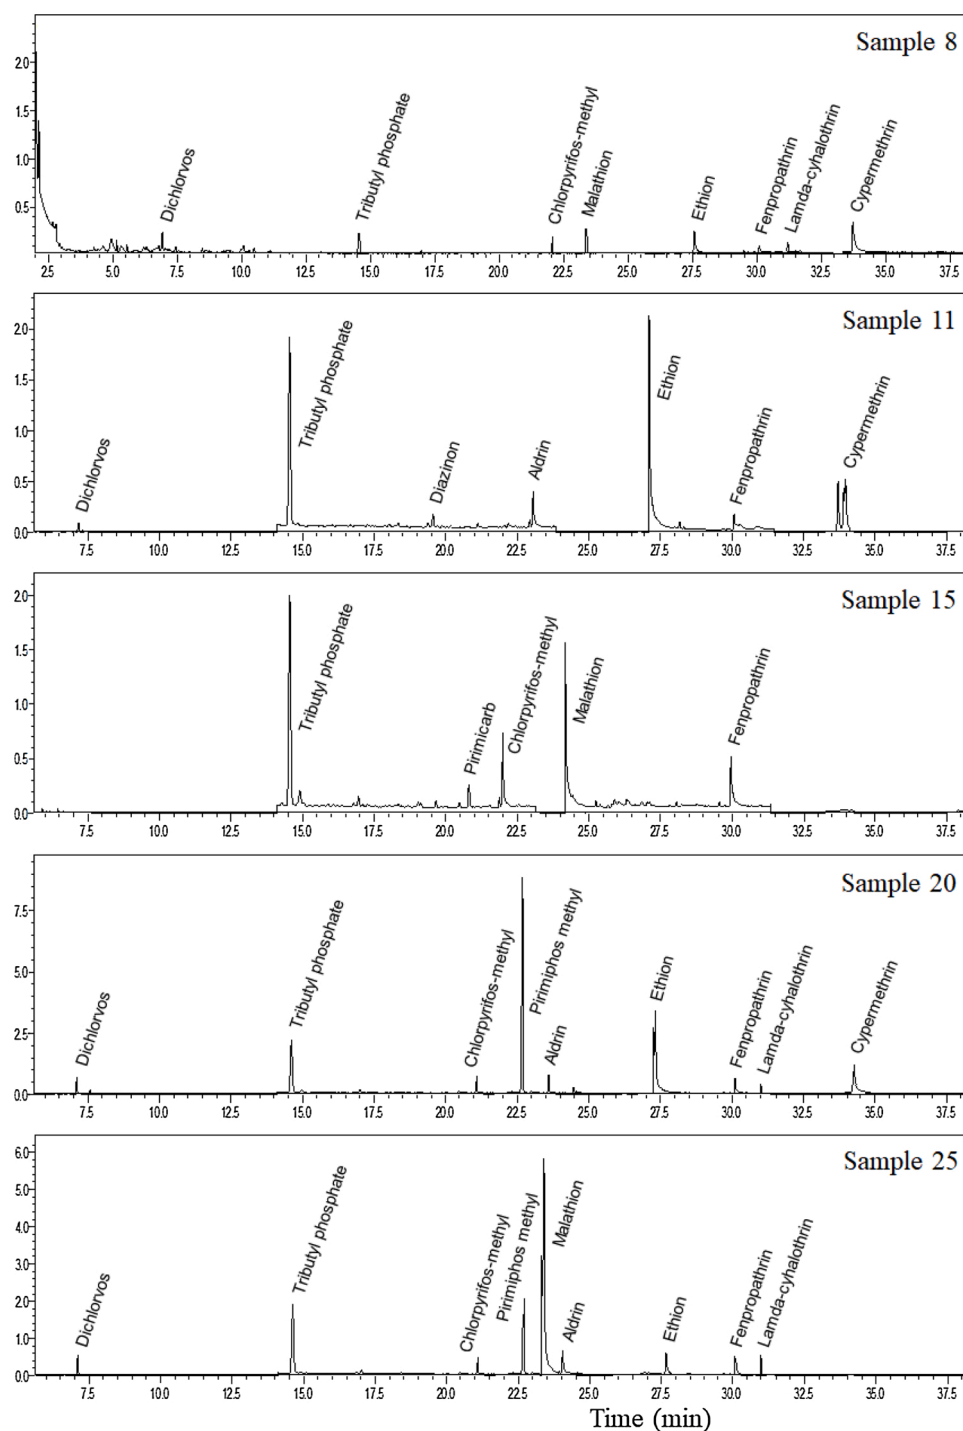 Sample 8
2.0
1.5
1.0
0.5
Dichlorvos
Tributyl phosphate
Chlorpyrifos-methyl
Malathion
Ethion
Fenpropathrin
Lamda-cyhalothrin
Cypermethrin
2.5 5.0 7.5 10.0 12.5 15.0 17.5 20.0 22.5 25.0 27.5 30.0 32.5 35.0 37.5
Sample 11
2.0
1.5
1.0
0.5
0.0
Dichlorvos
Tributyl phosphate
Diazinon
Aldrin
Ethion
Fenpropathrin
Cypermethrin
7.5 10.0 12.5 15.0 17.5 20.0 22.5 25.0 27.5 30.0 32.5 35.0 37.5
Sample 15
2.0
1.5
1.0
0.5
0.0
Tributyl phosphate
Pirimicarb
Chlorpyrifos-methyl
Malathion
Fenpropathrin
7.5 10.0 12.5 15.0 17.5 20.0 22.5 25.0 27.5 30.0 32.5 35.0 37.5
Sample 20
7.5
5.0
2.5
0.0
Dichlorvos
Tributyl phosphate
Chlorpyrifos-methyl
Pirimiphos methyl
Aldrin
Ethion
Fenpropathrin
Lamda-cyhalothrin
Cypermethrin
7.5 10.0 12.5 15.0 17.5 20.0 22.5 25.0 27.5 30.0 32.5 35.0 37.5
Sample 25
6.0
5.0
4.0
3.0
2.0
1.0
0.0
Dichlorvos
Tributyl phosphate
Chlorpyrifos-methyl
Pirimiphos methyl
Malathion
Aldrin
Ethion
Fenpropathrin
Lamda-cyhalothrin
7.5 10.0 12.5 15.0 17.5 20.0 22.5 25.0 27.5 30.0 32.5 35.0 37.5
Time (min)